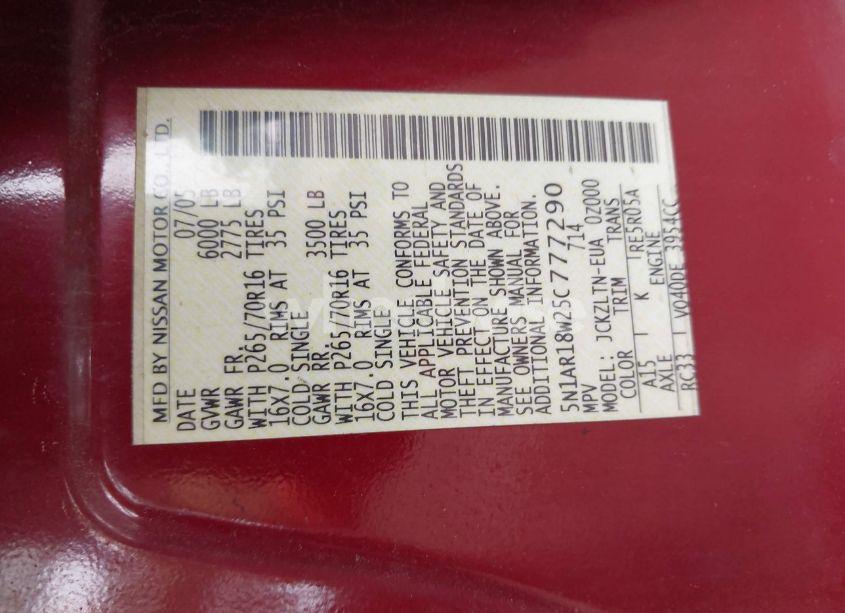 MFD BY NISSAN MOTOR CO., LTD.
DATE 07/05
GVWR 6000 LB
GAWR FR. 2775 LB
WITH P265/70R16 TIRES
16X7.0 RIMS AT 35 PSI
COLD SINGLE
GAWR RR. 3500 LB
WITH P265/70R16 TIRES
16X7.0 RIMS AT 35 PSI
COLD SINGLE
THIS VEHICLE CONFORMS TO
ALL APPLICABLE FEDERAL
MOTOR VEHICLE SAFETY AND
THEFT PREVENTION STANDARDS
IN EFFECT ON THE DATE OF
MANUFACTURE SHOWN ABOVE.
SEE OWNERS MANUAL FOR
ADDITIONAL INFORMATION.
5N1AR18W25C777290
MPV 714
MODEL: JCKZLTN-EUA 0Z000
COLOR TRIM TRANS
A15 K RE5R05A
AXLE ENGINE
RC33 VQ40DE 3954CC